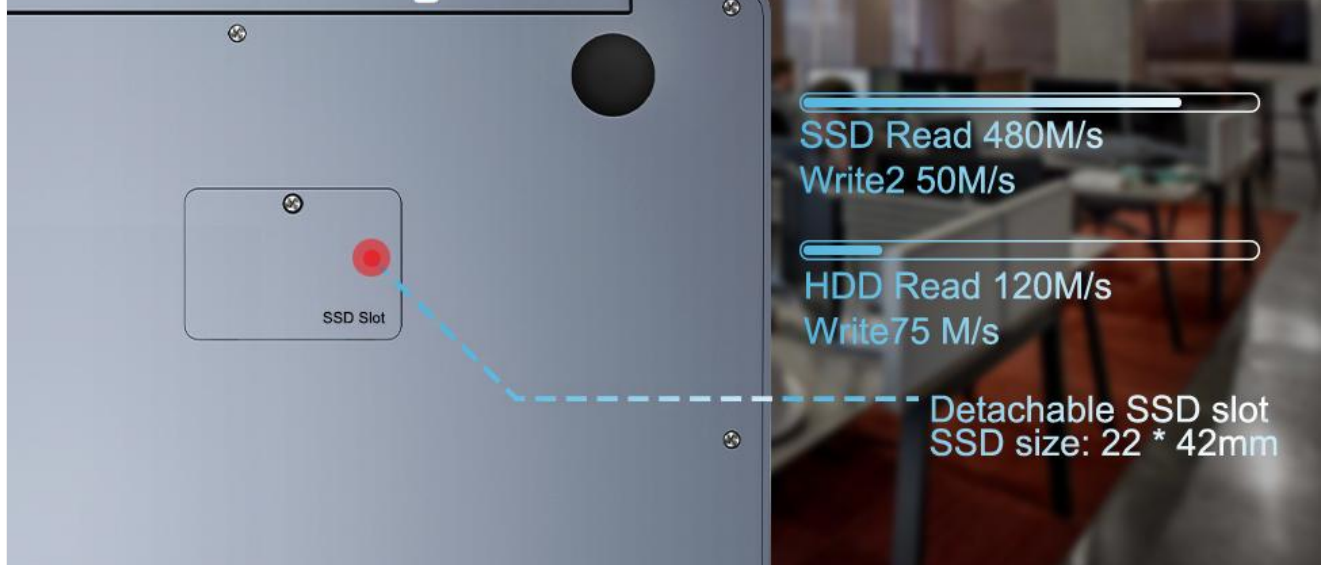 SSD Read 480M/s
Write2 50M/s
HDD Read 120M/s
Write75 M/s
SSD Slot
Detachable SSD slot
SSD size: 22 * 42mm